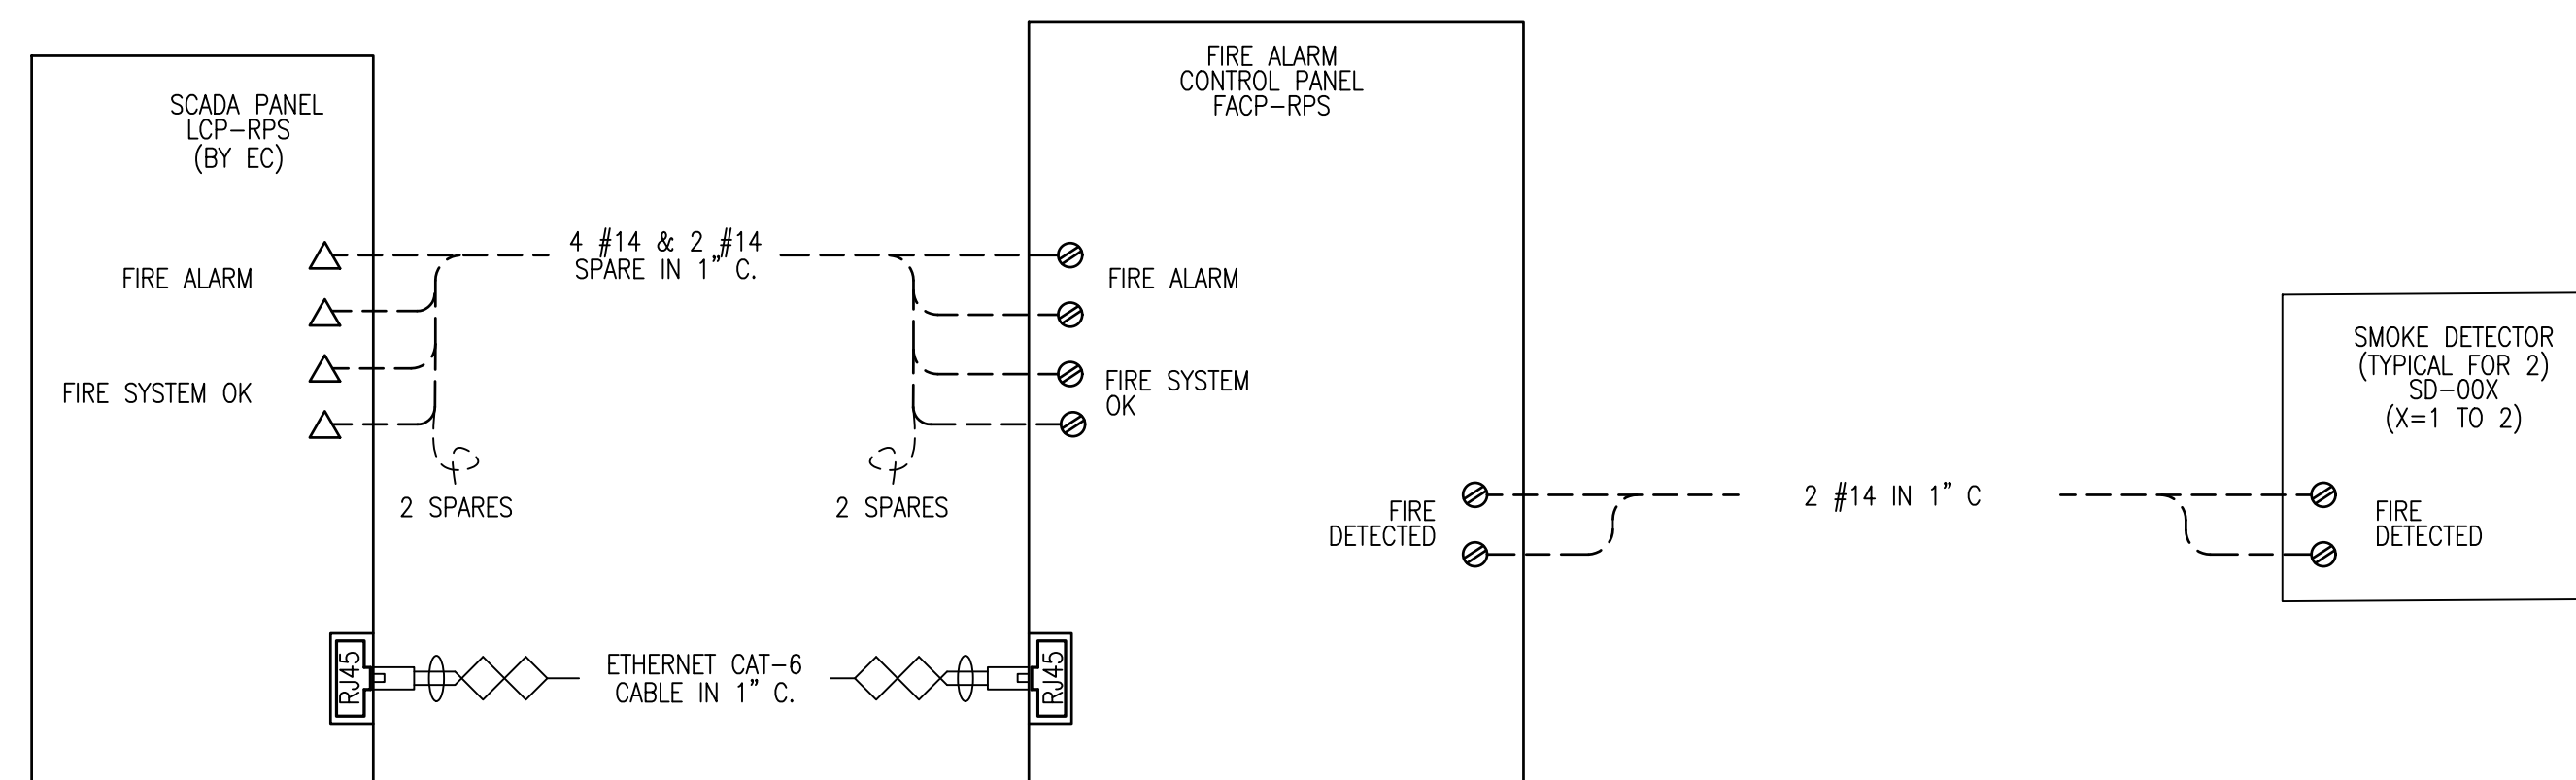 SCADA PANEL
LCP-RPS
(BY EC)
FIRE ALARM
FIRE SYSTEM OK
4 #14 & 2 #14
SPARE IN 1" C.
2 SPARES
2 SPARES
RJ45
ETHERNET CAT-6
CABLE IN 1" C.
RJ45
FIRE ALARM
CONTROL PANEL
FACP-RPS
FIRE ALARM
FIRE SYSTEM
OK
FIRE
DETECTED
2 #14 IN 1" C
SMOKE DETECTOR
(TYPICAL FOR 2)
SD-00X
(X=1 TO 2)
FIRE
DETECTED